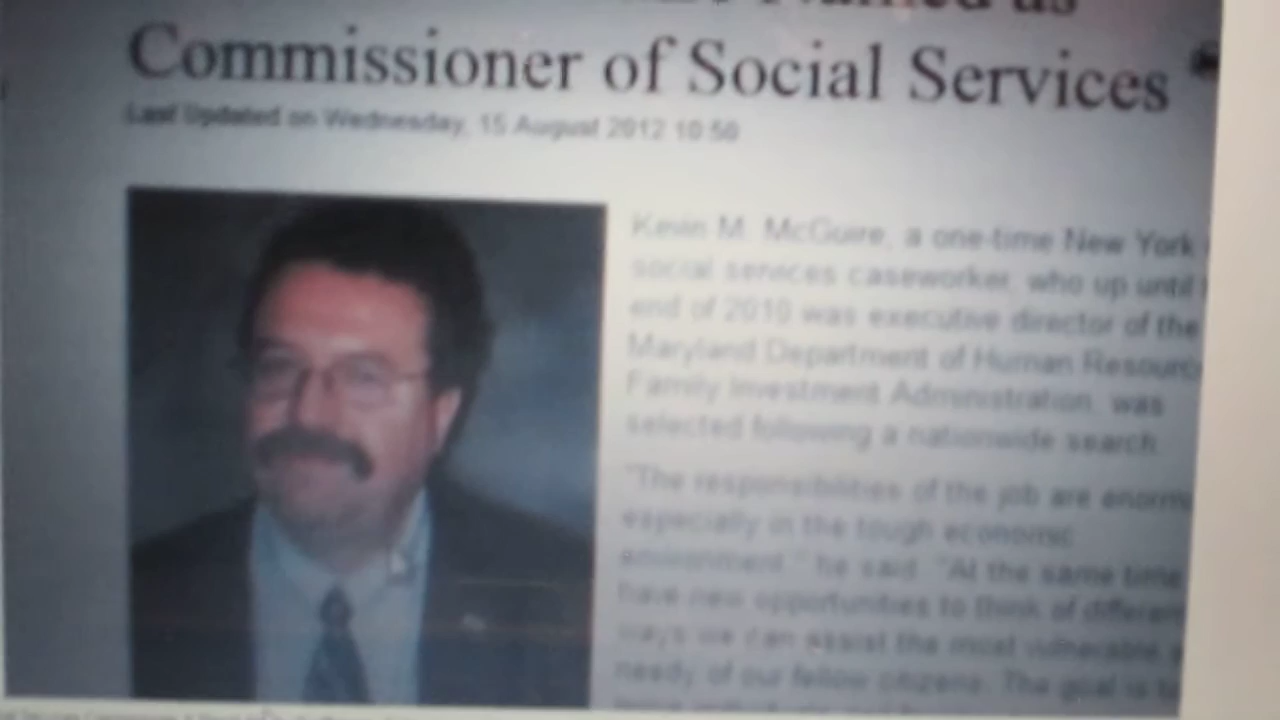 Named as
Commissioner of Social Services
Last Updated on Wednesday, 15 August 2012 10:50
Kevin M. McGuire, a one-time New York
social services caseworker, who up until
end of 2010 was executive director of the
Maryland Department of Human Resourc
Family Investment Administration, was
selected following a nationwide search.
"The responsibilities of the job are enorm
especially in the tough economic
environment," he said. "At the same time
have new opportunities to think of differen
ways we can assist the most vulnerable
needy of our fellow citizens. The goal is to